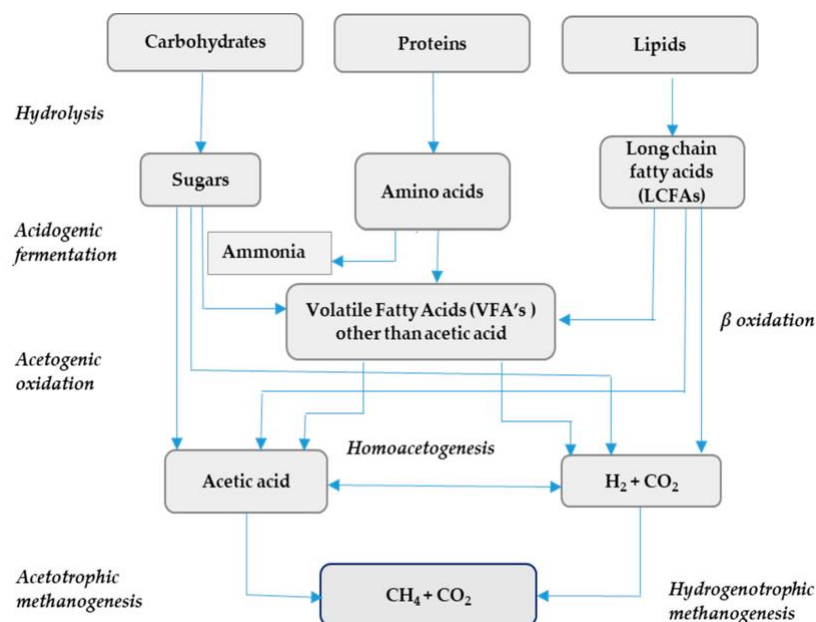 Carbohydrates
Proteins
Lipids
Hydrolysis
Sugars
Amino acids
Long chain
fatty acids
(LCFAs)
Acidogenic
fermentation
Ammonia
Volatile Fatty Acids (VFA's )
other than acetic acid
β oxidation
Acetogenic
oxidation
Homoacetogenesis
Acetic acid
H₂ + CO₂
Acetotrophic
methanogenesis
CH₄ + CO₂
Hydrogenotrophic
methanogenesis